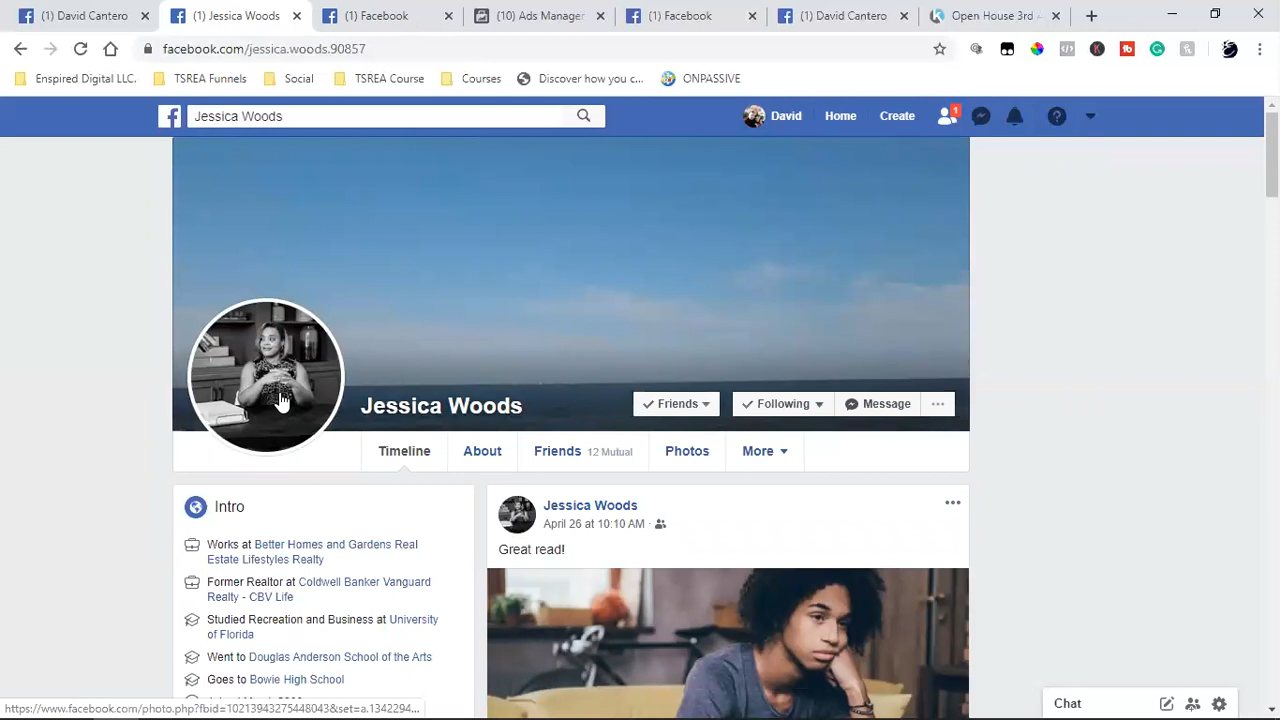 (1) David Cantero
(1) Jessica Woods
(1) Facebook
(10) Ads Manager
(1) Facebook
(1) David Cantero
Open House 3rd
facebook.com/jessica.woods.90857
Enspired Digital LLC.
TSREA Funnels
Social
TSREA Course
Courses
Discover how you c...
ONPASSIVE
Jessica Woods
David
Home
Create
1
Jessica Woods
Friends
Following
Message
Timeline
About
Friends 12 Mutual
Photos
More
Intro
Works at Better Homes and Gardens Real
Estate Lifestyles Realty
Former Realtor at Coldwell Banker Vanguard
Realty - CBV Life
Studied Recreation and Business at University
of Florida
Went to Douglas Anderson School of the Arts
Goes to Bowie High School
Jessica Woods
April 26 at 10:10 AM
Great read!
https://www.facebook.com/photo.php?fbid=10213943275448043&set=a.1342294...
Chat